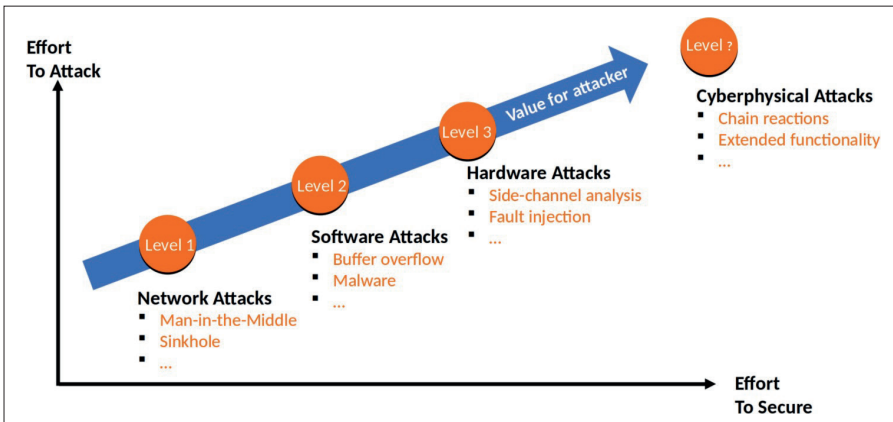 Effort
To Attack
Level ?
Value for attacker
Cyberphysical Attacks
▪ Chain reactions
▪ Extended functionality
▪ ...
Level 3
Hardware Attacks
▪ Side-channel analysis
▪ Fault injection
▪ ...
Level 2
Software Attacks
▪ Buffer overflow
▪ Malware
▪ ...
Level 1
Network Attacks
▪ Man-in-the-Middle
▪ Sinkhole
▪ ...
Effort
To Secure